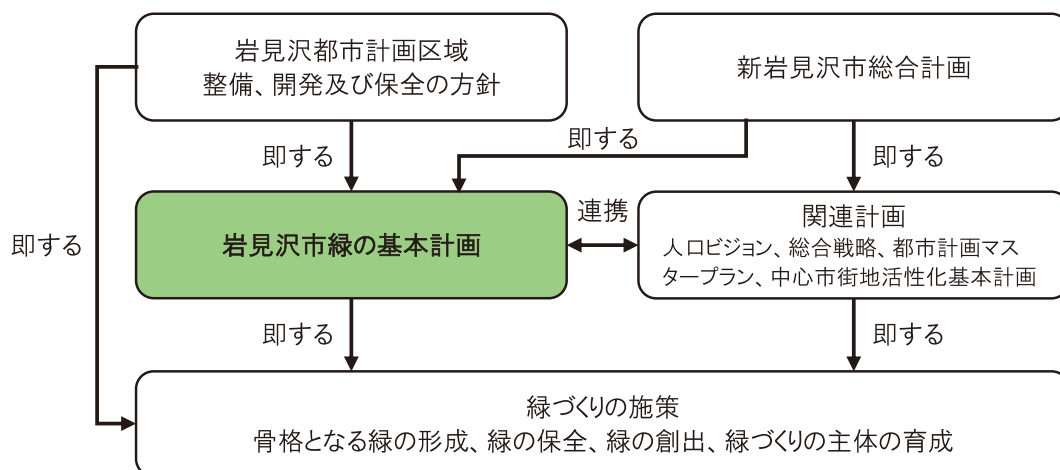 岩見沢都市計画区域
整備、開発及び保全の方針
新岩見沢市総合計画
即する
即する
即する
即する
岩見沢市緑の基本計画
連携
関連計画
人口ビジョン、総合戦略、都市計画マス
タープラン、中心市街地活性化基本計画
即する
即する
緑づくりの施策
骨格となる緑の形成、緑の保全、緑の創出、緑づくりの主体の育成